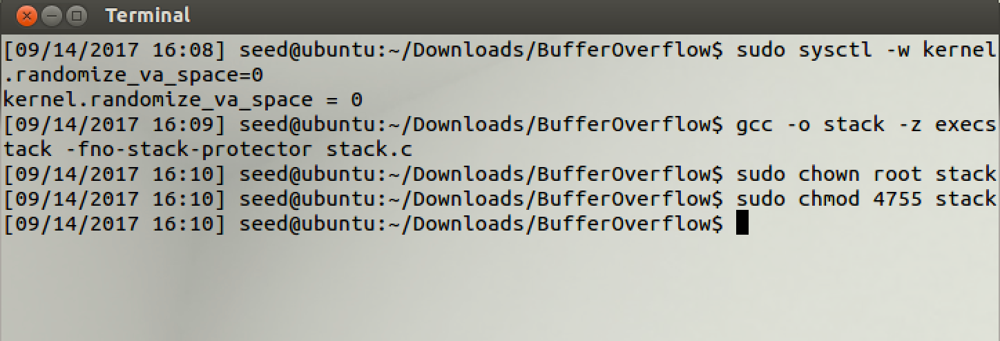 Terminal
[09/14/2017 16:08] seed@ubuntu:~/Downloads/BufferOverflow$ sudo sysctl -w kernel
.randomize_va_space=0
kernel.randomize_va_space = 0
[09/14/2017 16:09] seed@ubuntu:~/Downloads/BufferOverflow$ gcc -o stack -z execs
tack -fno-stack-protector stack.c
[09/14/2017 16:10] seed@ubuntu:~/Downloads/BufferOverflow$ sudo chown root stack
[09/14/2017 16:10] seed@ubuntu:~/Downloads/BufferOverflow$ sudo chmod 4755 stack
[09/14/2017 16:10] seed@ubuntu:~/Downloads/BufferOverflow$